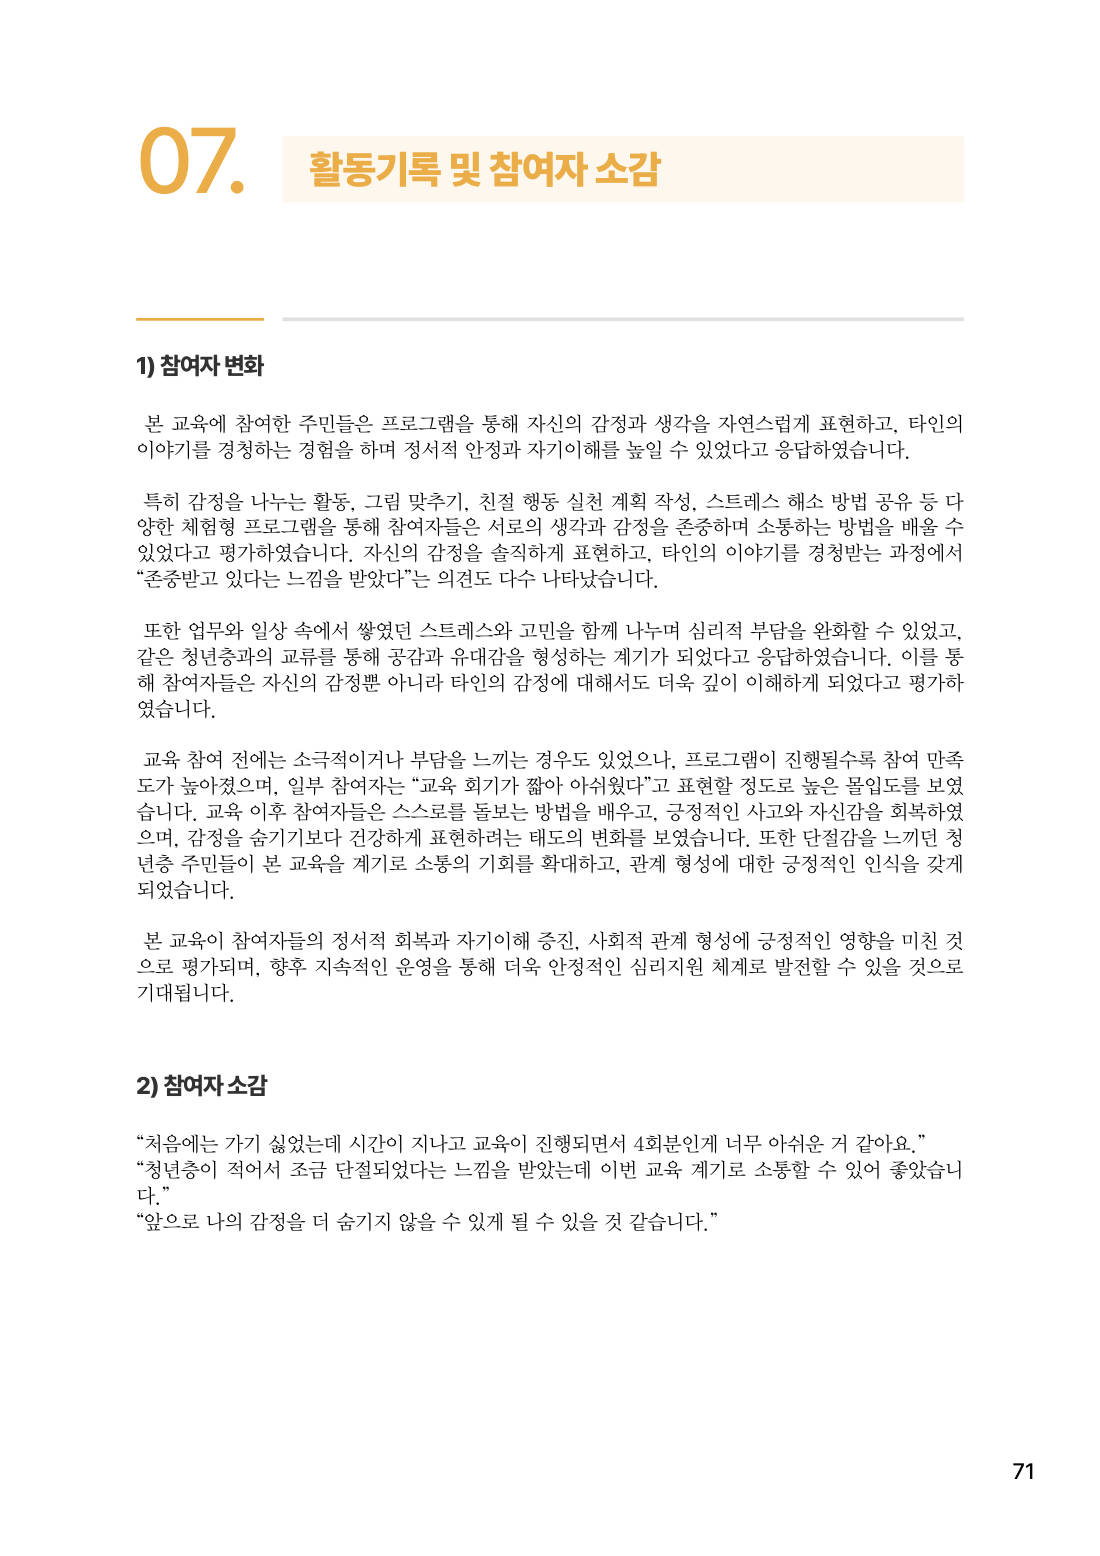 07.
활동기록 및 참여자 소감
1) 참여자 변화
본 교육에 참여한 주민들은 프로그램을 통해 자신의 감정과 생각을 자연스럽게 표현하고, 타인의
이야기를 경청하는 경험을 하며 정서적 안정과 자기이해를 높일 수 있었다고 응답하였습니다.
특히 감정을 나누는 활동, 그림 맞추기, 친절 행동 실천 계획 작성, 스트레스 해소 방법 공유 등 다
양한 체험형 프로그램을 통해 참여자들은 서로의 생각과 감정을 존중하며 소통하는 방법을 배울 수
있었다고 평가하였습니다. 자신의 감정을 솔직하게 표현하고, 타인의 이야기를 경청받는 과정에서
“존중받고 있다는 느낌을 받았다”는 의견도 다수 나타났습니다.
또한 업무와 일상 속에서 쌓였던 스트레스와 고민을 함께 나누며 심리적 부담을 완화할 수 있었고,
같은 청년층과의 교류를 통해 공감과 유대감을 형성하는 계기가 되었다고 응답하였습니다. 이를 통
해 참여자들은 자신의 감정뿐 아니라 타인의 감정에 대해서도 더욱 깊이 이해하게 되었다고 평가하
였습니다.
교육 참여 전에는 소극적이거나 부담을 느끼는 경우도 있었으나, 프로그램이 진행될수록 참여 만족
도가 높아졌으며, 일부 참여자는 “교육 회기가 짧아 아쉬웠다”고 표현할 정도로 높은 몰입도를 보였
습니다. 교육 이후 참여자들은 스스로를 돌보는 방법을 배우고, 긍정적인 사고와 자신감을 회복하였
으며, 감정을 숨기기보다 건강하게 표현하려는 태도의 변화를 보였습니다. 또한 단절감을 느끼던 청
년층 주민들이 본 교육을 계기로 소통의 기회를 확대하고, 관계 형성에 대한 긍정적인 인식을 갖게
되었습니다.
본 교육이 참여자들의 정서적 회복과 자기이해 증진, 사회적 관계 형성에 긍정적인 영향을 미친 것
으로 평가되며, 향후 지속적인 운영을 통해 더욱 안정적인 심리지원 체계로 발전할 수 있을 것으로
기대됩니다.
2) 참여자 소감
“처음에는 가기 싫었는데 시간이 지나고 교육이 진행되면서 4회분인게 너무 아쉬운 거 같아요.”
“청년층이 적어서 조금 단절되었다는 느낌을 받았는데 이번 교육 계기로 소통할 수 있어 좋았습니
다.”
“앞으로 나의 감정을 더 숨기지 않을 수 있게 될 수 있을 것 같습니다.”
71